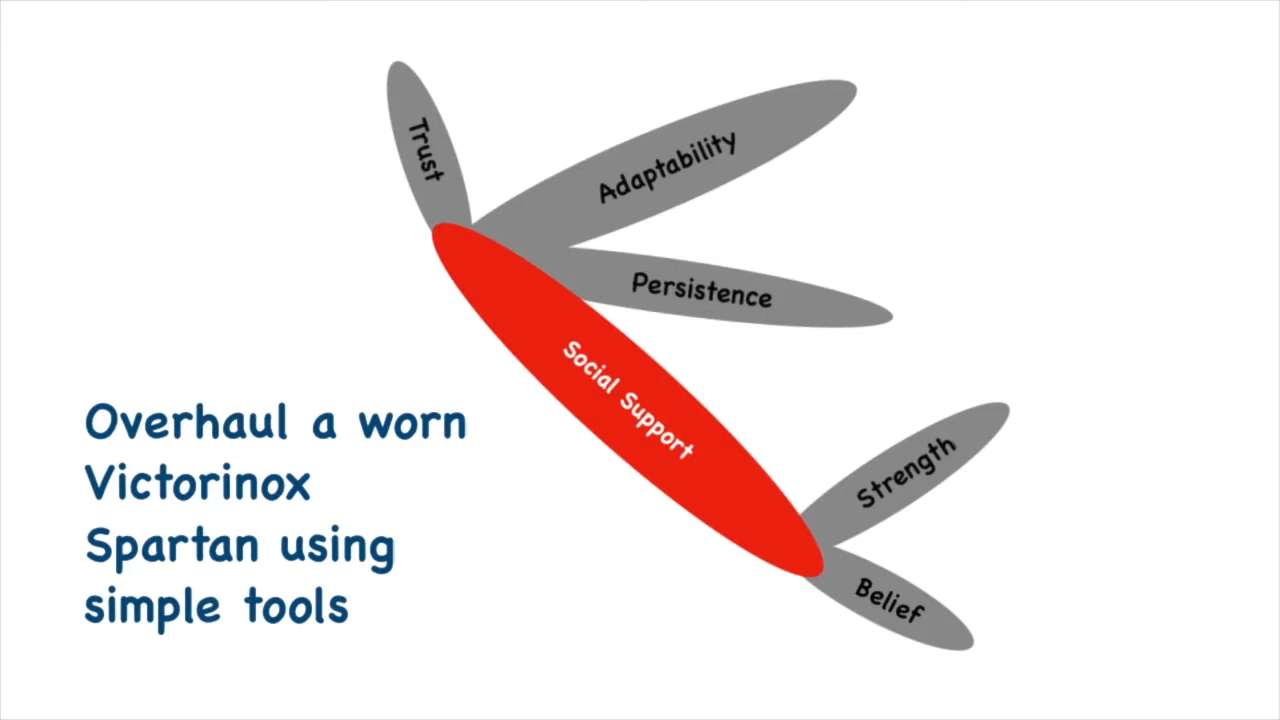 Trust
Adaptability
Persistence
Social Support
Strength
Belief
Overhaul a worn
Victorinox
Spartan using
simple tools